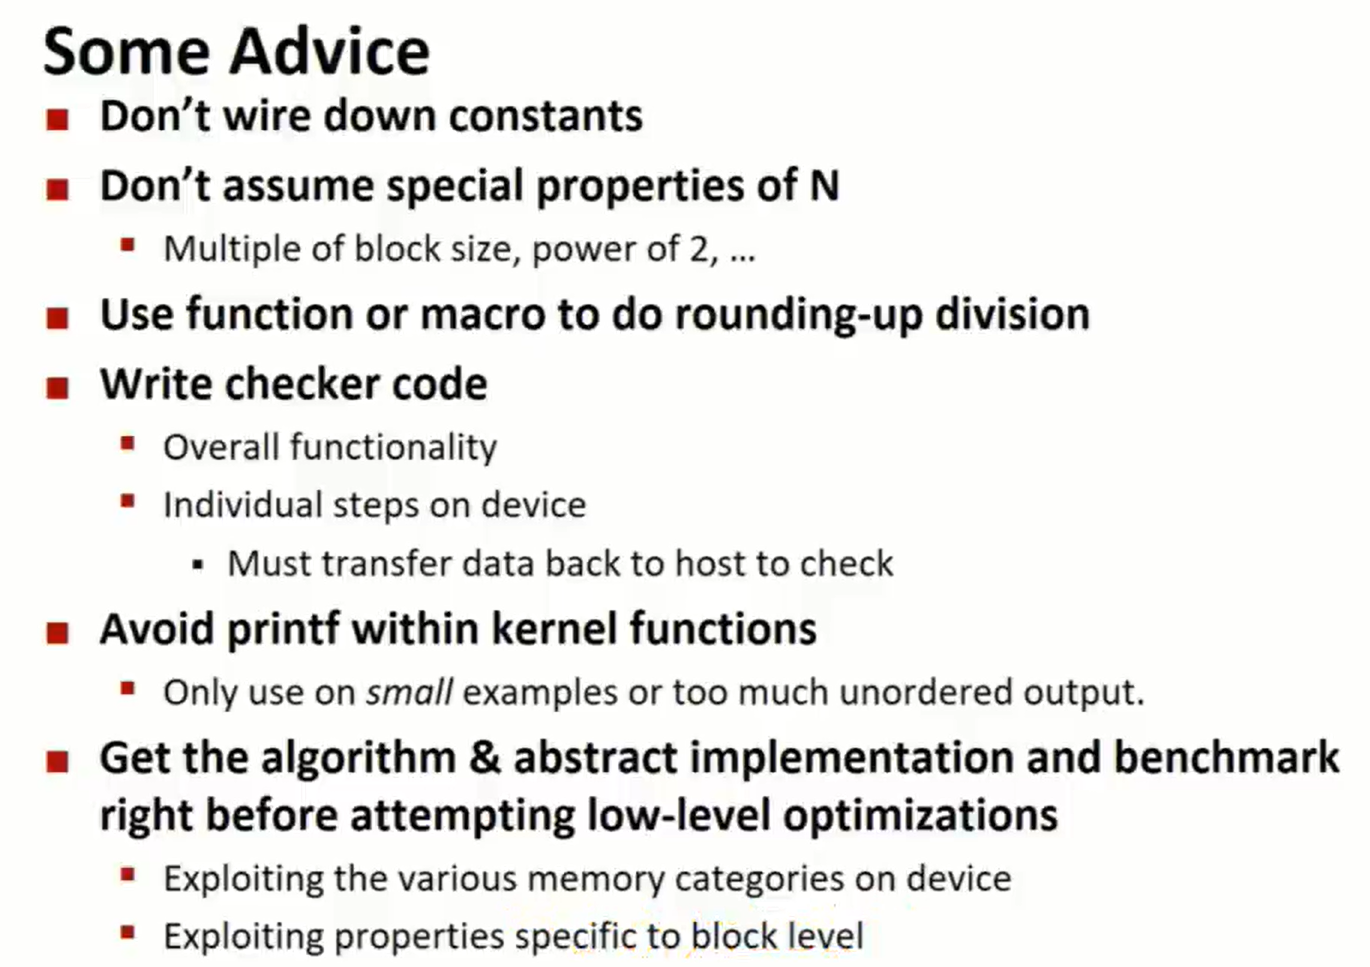 Some Advice
Don't wire down constants
Don't assume special properties of N
Multiple of block size, power of 2, ...
Use function or macro to do rounding-up division
Write checker code
Overall functionality
Individual steps on device
Must transfer data back to host to check
Avoid printf within kernel functions
Only use on small examples or too much unordered output.
Get the algorithm & abstract implementation and benchmark
right before attempting low-level optimizations
Exploiting the various memory categories on device
Exploiting properties specific to block level